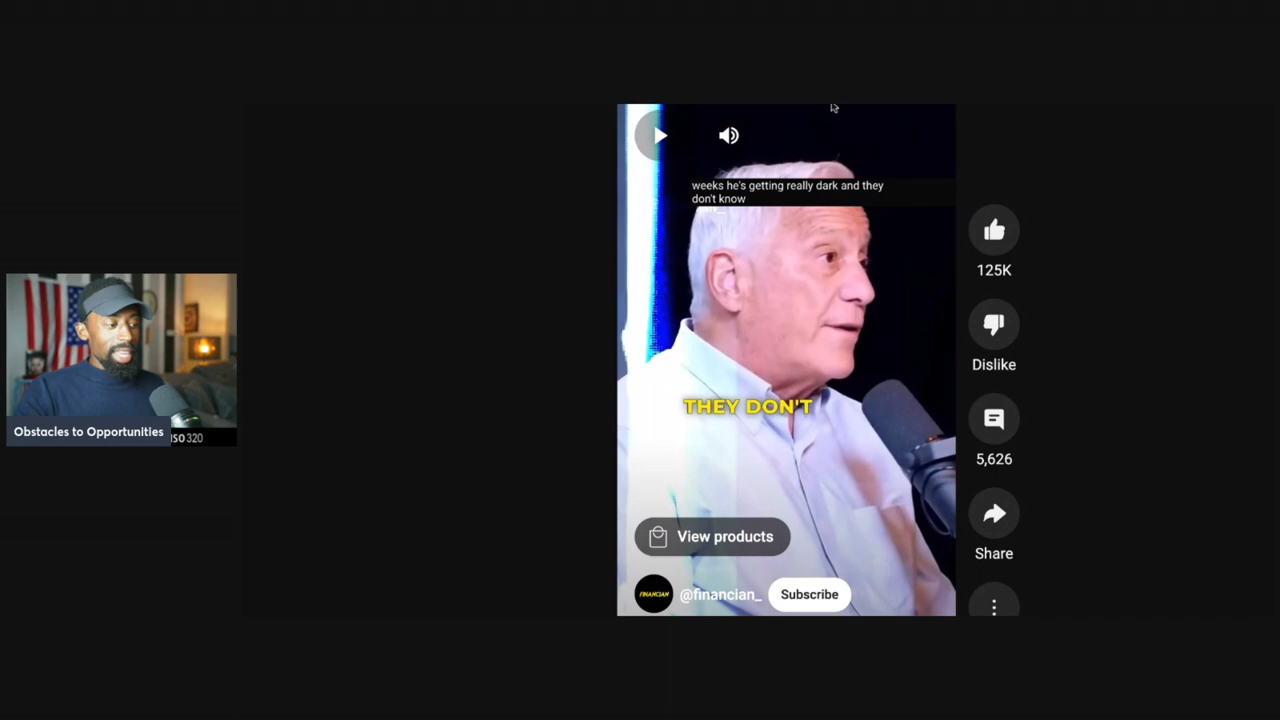 weeks he's getting really dark and they
don't know
125K
Dislike
THEY DON'T
Obstacles to Opportunities
ISO 320
5,626
View products
Share
FINANCIAN
@financian_
Subscribe